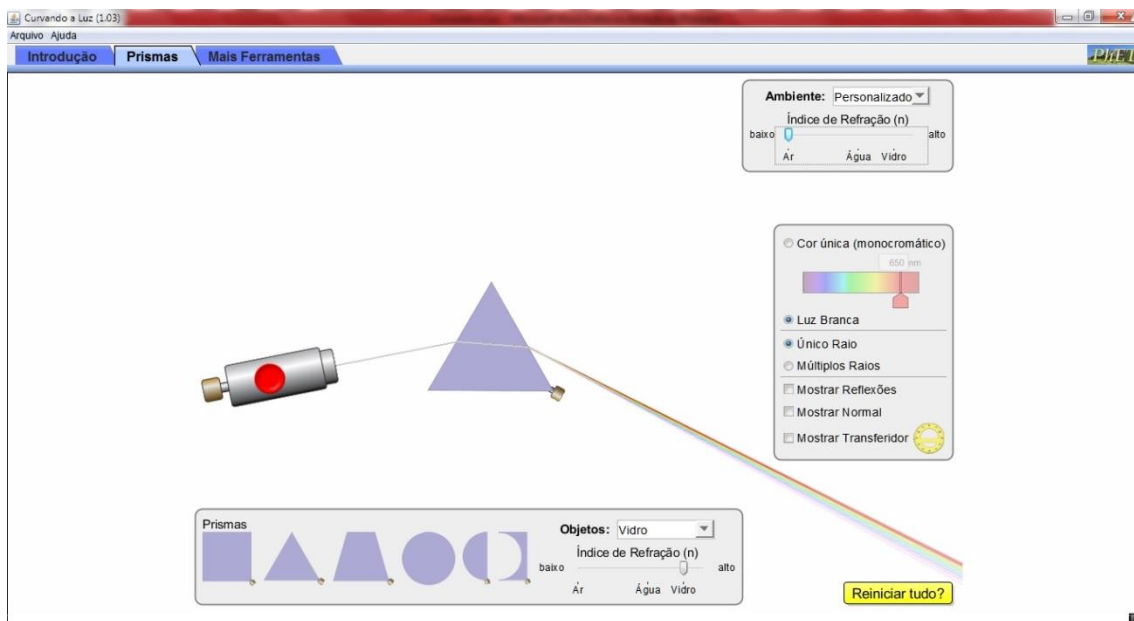 Curvando a Luz (1.03)
Arquivo Ajuda
Introdução Prismas Mais Ferramentas
PhET
Ambiente: Personalizado
Índice de Refração (n)
baixo alto
Ar Água Vidro
Cor única (monocromático)
650 nm
Luz Branca
Único Raio
Múltiplos Raios
Mostrar Reflexões
Mostrar Normal
Mostrar Transferidor
Prismas
Objetos: Vidro
Índice de Refração (n)
baixo alto
Ar Água Vidro
Reiniciar tudo?